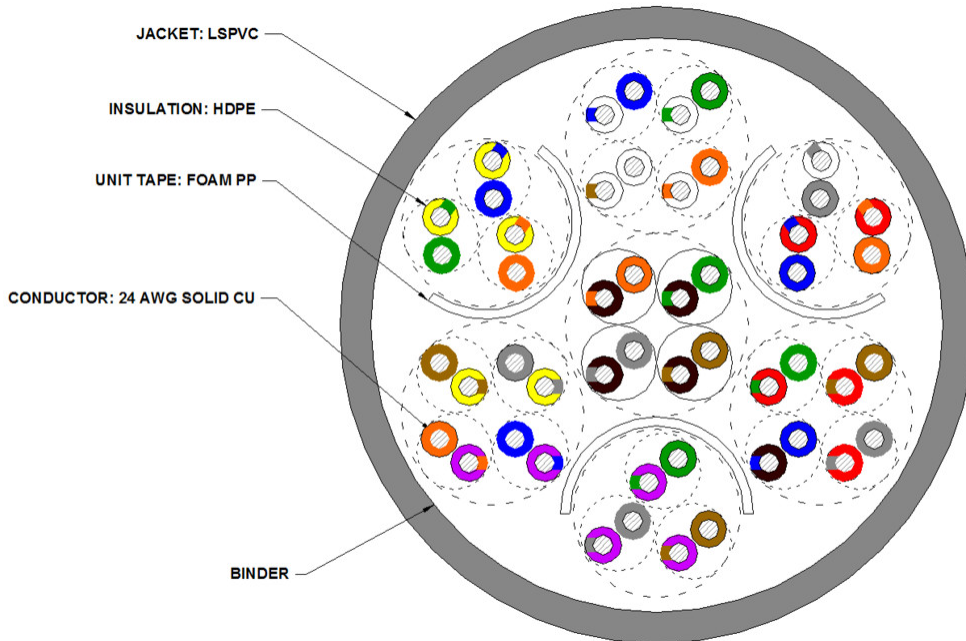 JACKET: LSPVC
INSULATION: HDPE
UNIT TAPE: FOAM PP
CONDUCTOR: 24 AWG SOLID CU
BINDER